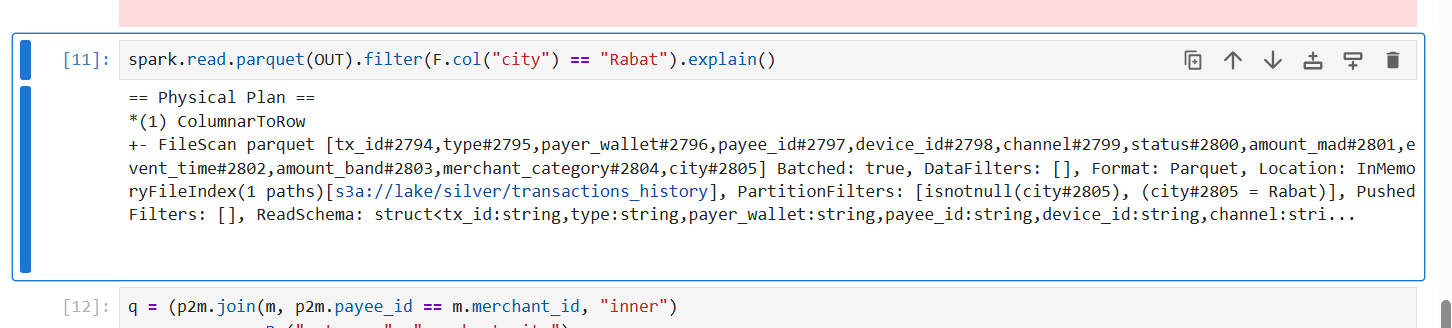 [11]: spark.read.parquet(OUT).filter(F.col("city") == "Rabat").explain()
== Physical Plan ==
*(1) ColumnarToRow
+- FileScan parquet [tx_id#2794,type#2795,payer_wallet#2796,payee_id#2797,device_id#2798,channel#2799,status#2800,amount_mad#2801,e
vent_time#2802,amount_band#2803,merchant_category#2804,city#2805] Batched: true, DataFilters: [], Format: Parquet, Location: InMemo
ryFileIndex(1 paths)[s3a://lake/silver/transactions_history], PartitionFilters: [isnotnull(city#2805), (city#2805 = Rabat)], Pushed
Filters: [], ReadSchema: struct<tx_id:string,type:string,payer_wallet:string,payee_id:string,device_id:string,channel:stri...
[12]: q = (p2m.join(m, p2m.payee_id == m.merchant_id, "inner")